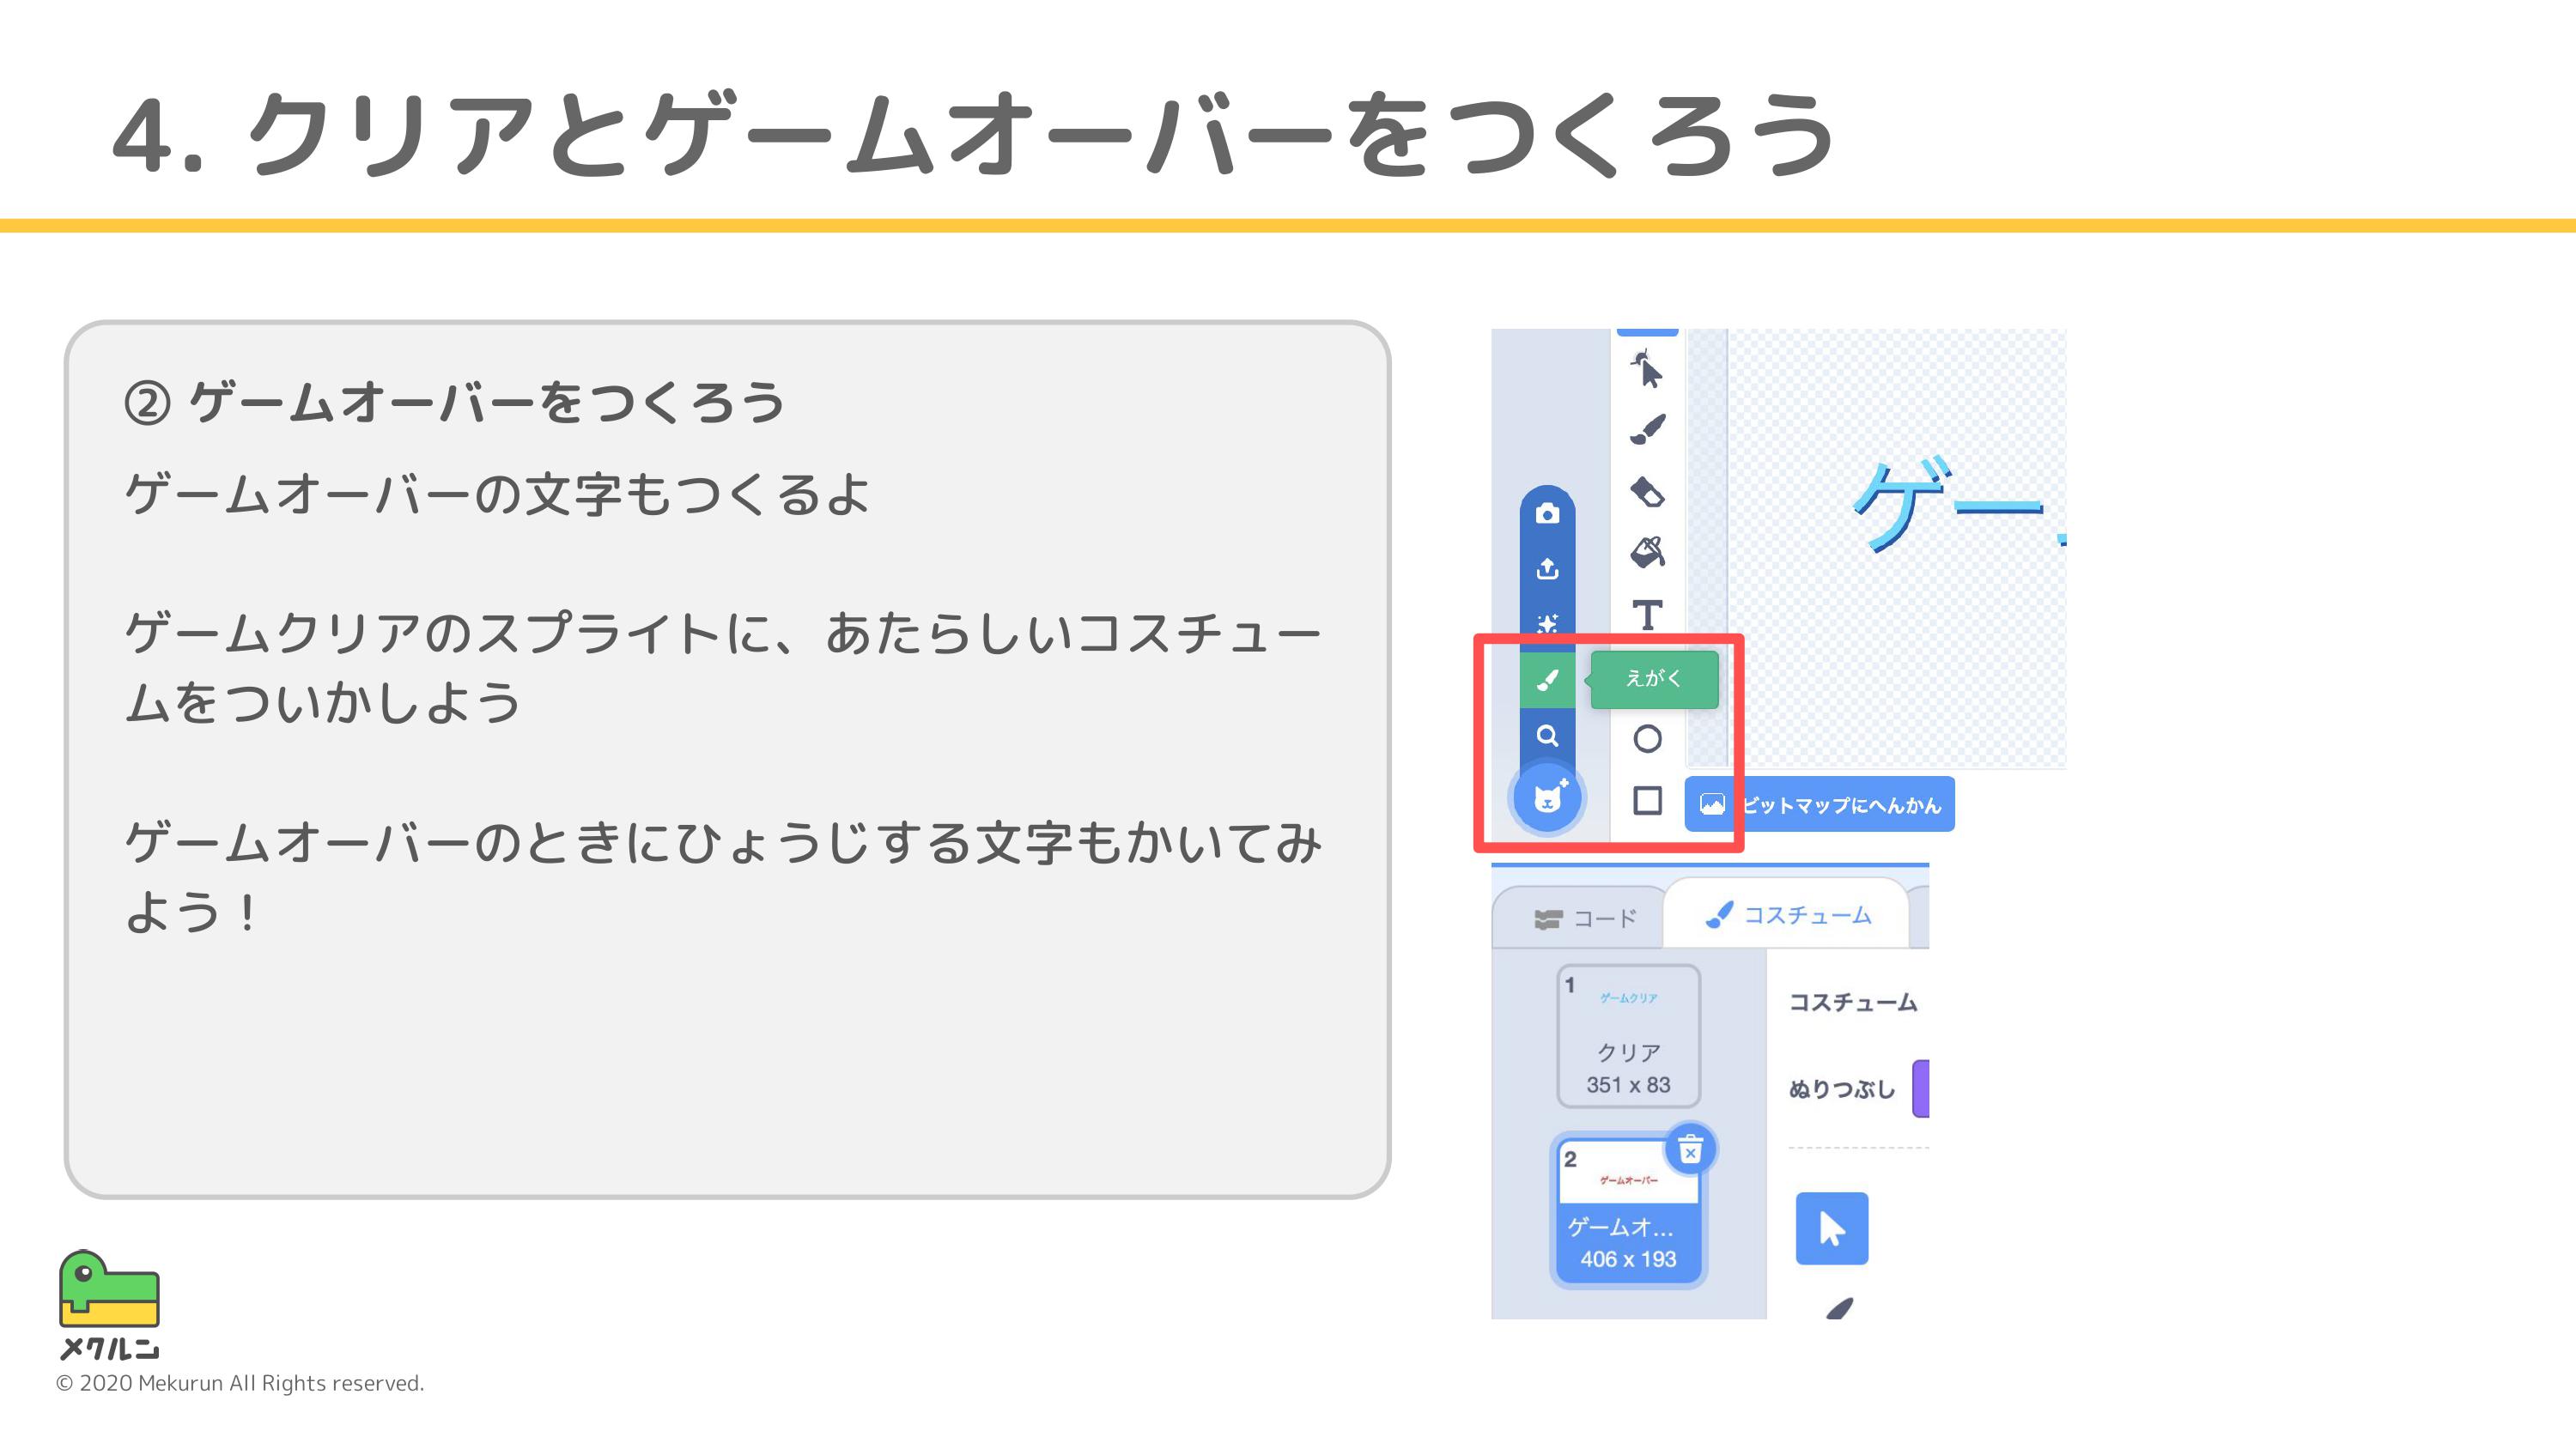 4. クリアとゲームオーバーをつくろう
② ゲームオーバーをつくろう
ゲームオーバーの文字もつくるよ
ゲームクリアのスプライトに、あたらしいコスチュー
ムをついかしよう
ゲームオーバーのときにひょうじする文字もかいてみ
よう！
ゲー
T
えがく
ビットマップにへんかん
コード
コスチューム
1
ゲームクリア
クリア
351 x 83
コスチューム
ぬりつぶし
2
ゲームオーバー
ゲームオ...
406 x 193
メクルン
© 2020 Mekurun All Rights reserved.